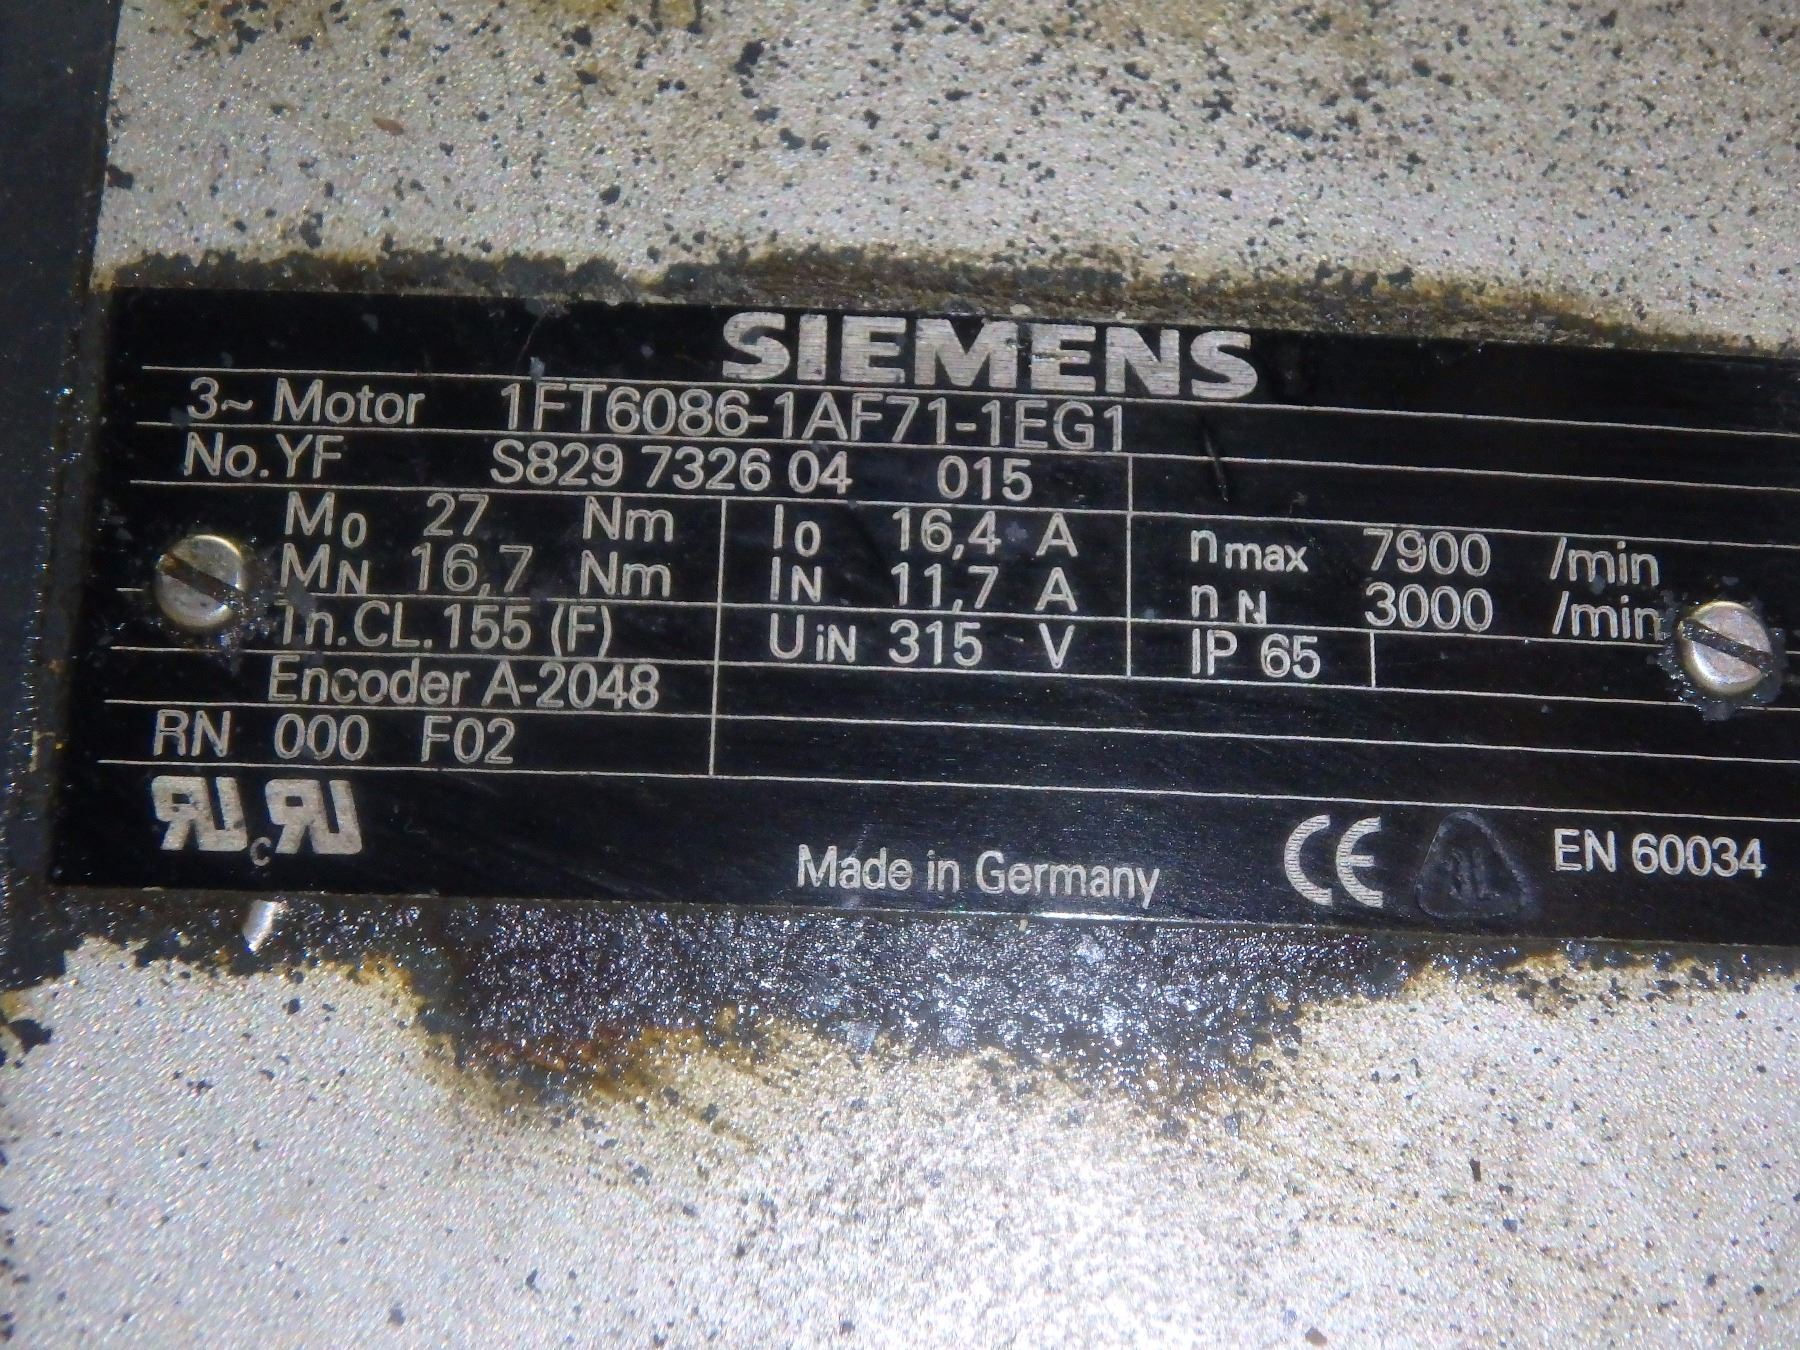 SIEMENS
3~ Motor 1FT6086-1AF71-1EG1
No.YF S829 7326 04 015
M0 27 Nm I0 16,4 A nmax 7900 /min
MN 16,7 Nm IN 11,7 A nN 3000 /min
Th.CL.155 (F) UiN 315 V IP 65
Encoder A-2048
RN 000 F02
RU cRU
Made in Germany CE EN 60034